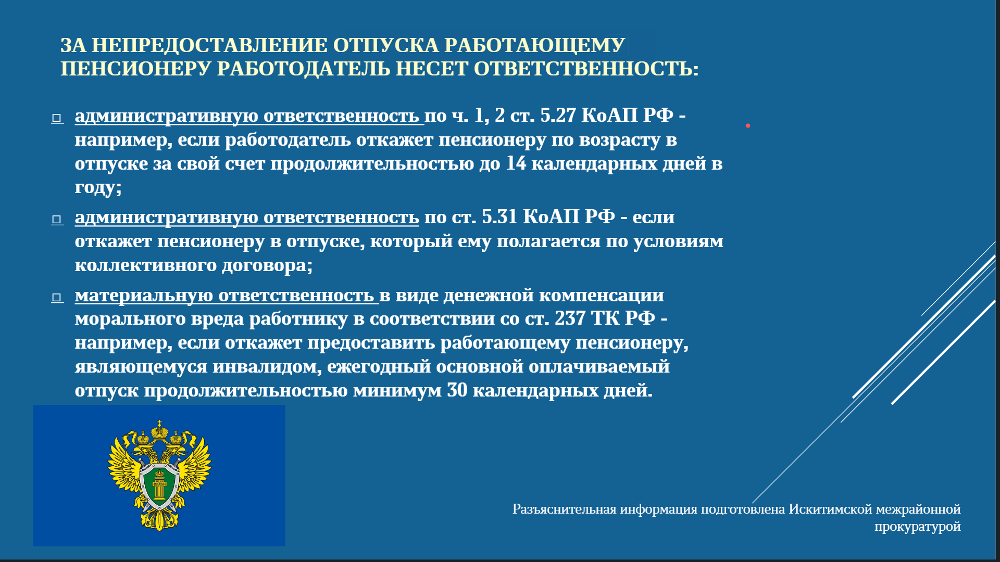 ЗА НЕПРЕДОСТАВЛЕНИЕ ОТПУСКА РАБОТАЮЩЕМУ
ПЕНСИОНЕРУ РАБОТОДАТЕЛЬ НЕСЕТ ОТВЕТСТВЕННОСТЬ:
административную ответственность по ч. 1, 2 ст. 5.27 КоАП РФ -
например, если работодатель откажет пенсионеру по возрасту в
отпуске за свой счет продолжительностью до 14 календарных дней в
году;
административную ответственность по ст. 5.31 КоАП РФ - если
откажет пенсионеру в отпуске, который ему полагается по условиям
коллективного договора;
материальную ответственность в виде денежной компенсации
морального вреда работнику в соответствии со ст. 237 ТК РФ -
например, если откажет предоставить работающему пенсионеру,
являющемуся инвалидом, ежегодный основной оплачиваемый
отпуск продолжительностью минимум 30 календарных дней.
Разъяснительная информация подготовлена Искитимской межрайонной
прокуратурой